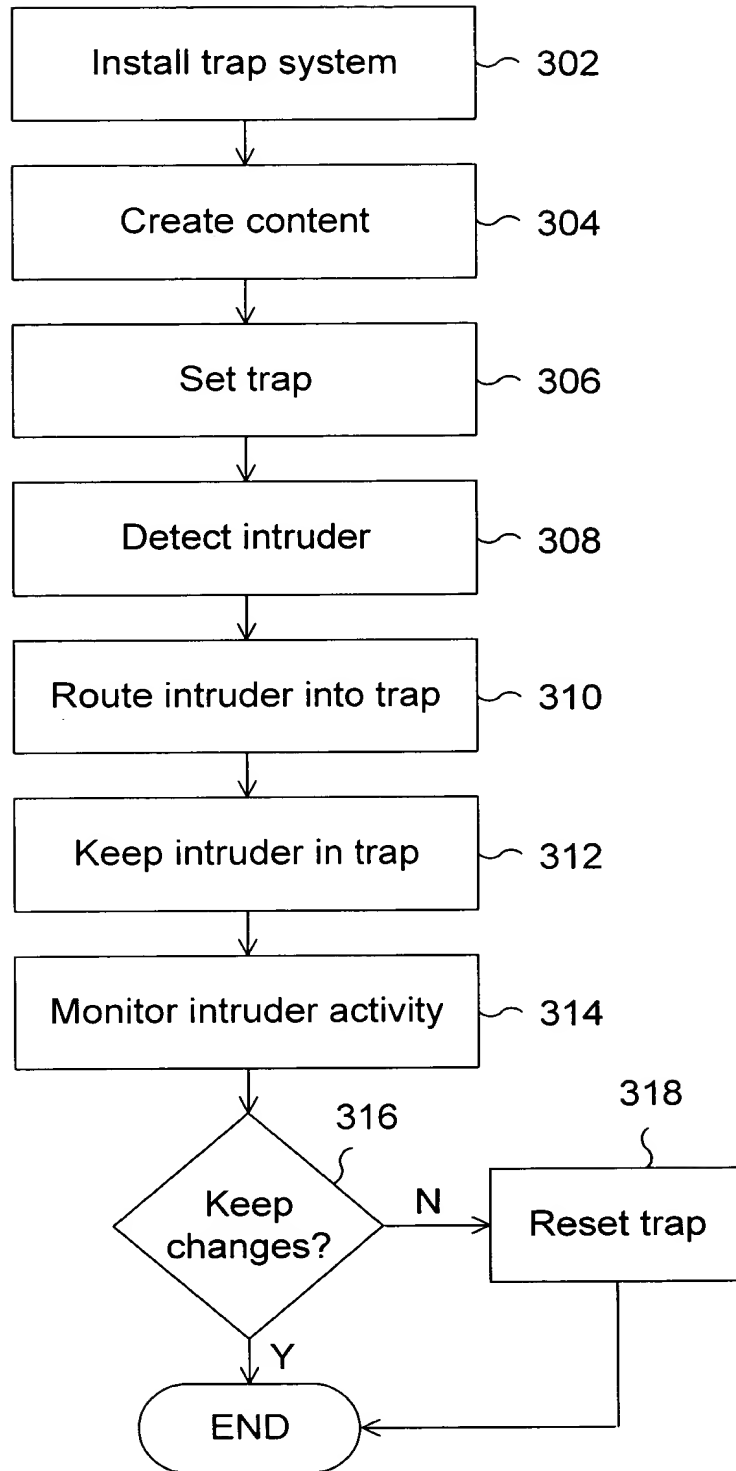 Install trap system
302
Create content
304
Set trap
306
Detect intruder
308
Route intruder into trap
310
Keep intruder in trap
312
Monitor intruder activity
314
316
318
Keep
changes?
N
Reset trap
Y
END